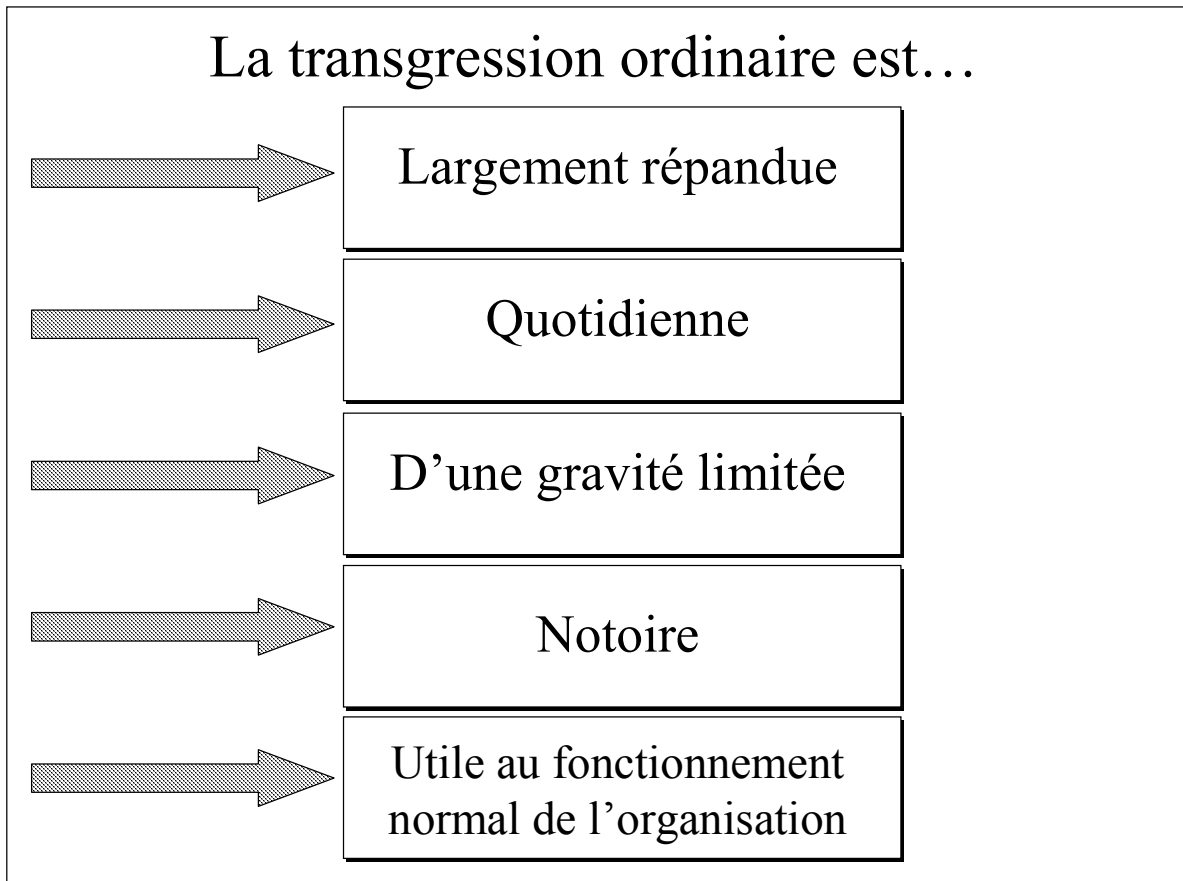 La transgression ordinaire est…
Largement répandue
Quotidienne
D’une gravité limitée
Notoire
Utile au fonctionnement
normal de l’organisation